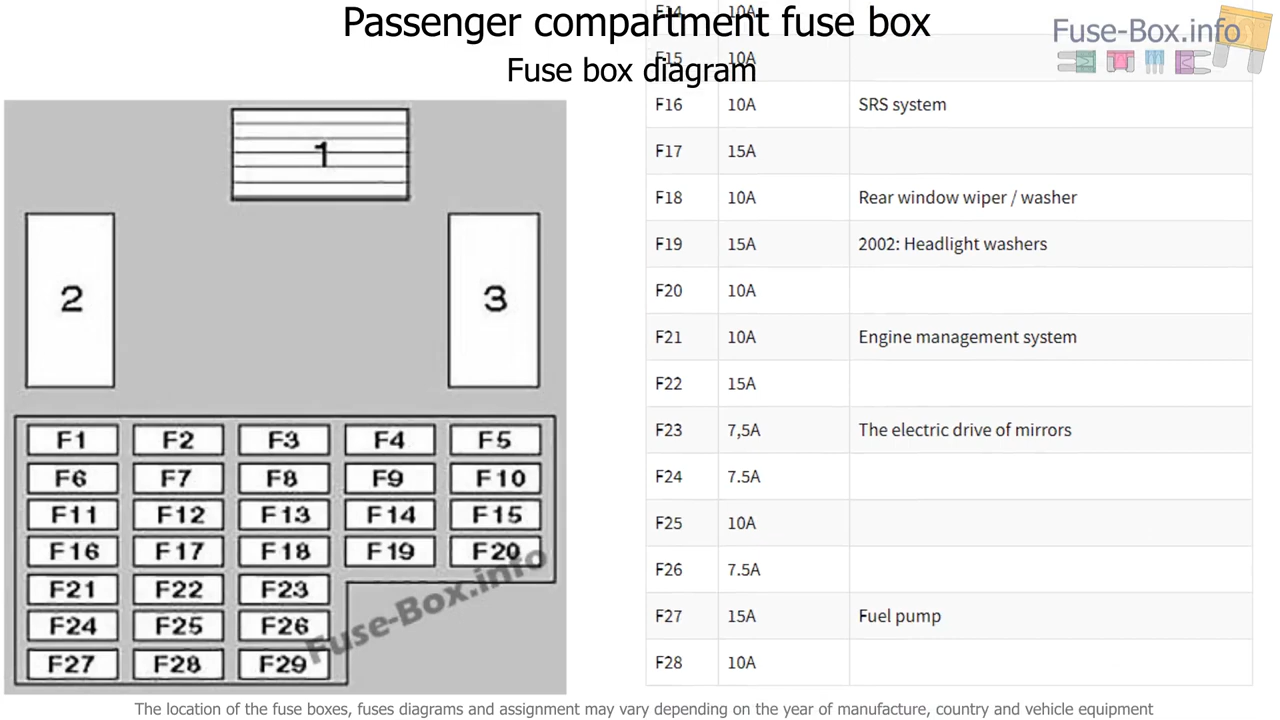 Passenger compartment fuse box
Fuse box diagram
Fuse-Box.info
1
2
3
F1 F2 F3 F4 F5
F6 F7 F8 F9 F10
F11 F12 F13 F14 F15
F16 F17 F18 F19 F20
F21 F22 F23
F24 F25 F26
F27 F28 F29
Fuse-Box.info
F14 10A
F15 10A
F16 10A SRS system
F17 15A
F18 10A Rear window wiper / washer
F19 15A 2002: Headlight washers
F20 10A
F21 10A Engine management system
F22 15A
F23 7,5A The electric drive of mirrors
F24 7.5A
F25 10A
F26 7.5A
F27 15A Fuel pump
F28 10A
The location of the fuse boxes, fuses diagrams and assignment may vary depending on the year of manufacture, country and vehicle equipment